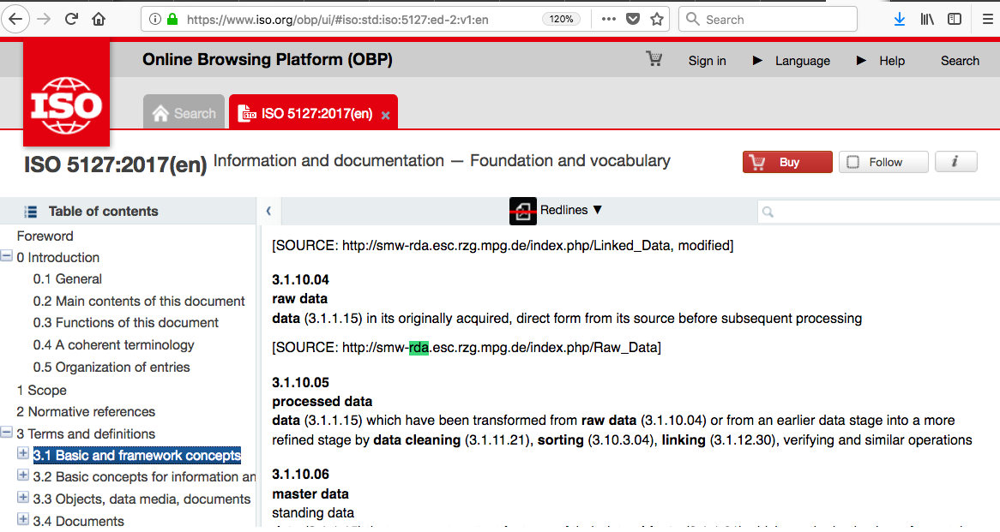 https://www.iso.org/obp/ui/#iso:std:iso:5127:ed-2:v1:en
120%
Search
Online Browsing Platform (OBP)
Sign in
Language
Help
Search
ISO
Search
STD
ISO 5127:2017(en)
ISO 5127:2017(en)
Information and documentation — Foundation and vocabulary
Buy
Follow
i
Table of contents
Redlines ▼
Foreword
0 Introduction
0.1 General
0.2 Main contents of this document
0.3 Functions of this document
0.4 A coherent terminology
0.5 Organization of entries
1 Scope
2 Normative references
3 Terms and definitions
3.1 Basic and framework concepts
3.2 Basic concepts for information an
3.3 Objects, data media, documents
3.4 Documents
[SOURCE: http://smw-rda.esc.rzg.mpg.de/index.php/Linked_Data, modified]
3.1.10.04
raw data
data (3.1.1.15) in its originally acquired, direct form from its source before subsequent processing
[SOURCE: http://smw-rda.esc.rzg.mpg.de/index.php/Raw_Data]
3.1.10.05
processed data
data (3.1.1.15) which have been transformed from raw data (3.1.10.04) or from an earlier data stage into a more
refined stage by data cleaning (3.1.11.21), sorting (3.10.3.04), linking (3.1.12.30), verifying and similar operations
3.1.10.06
master data
standing data